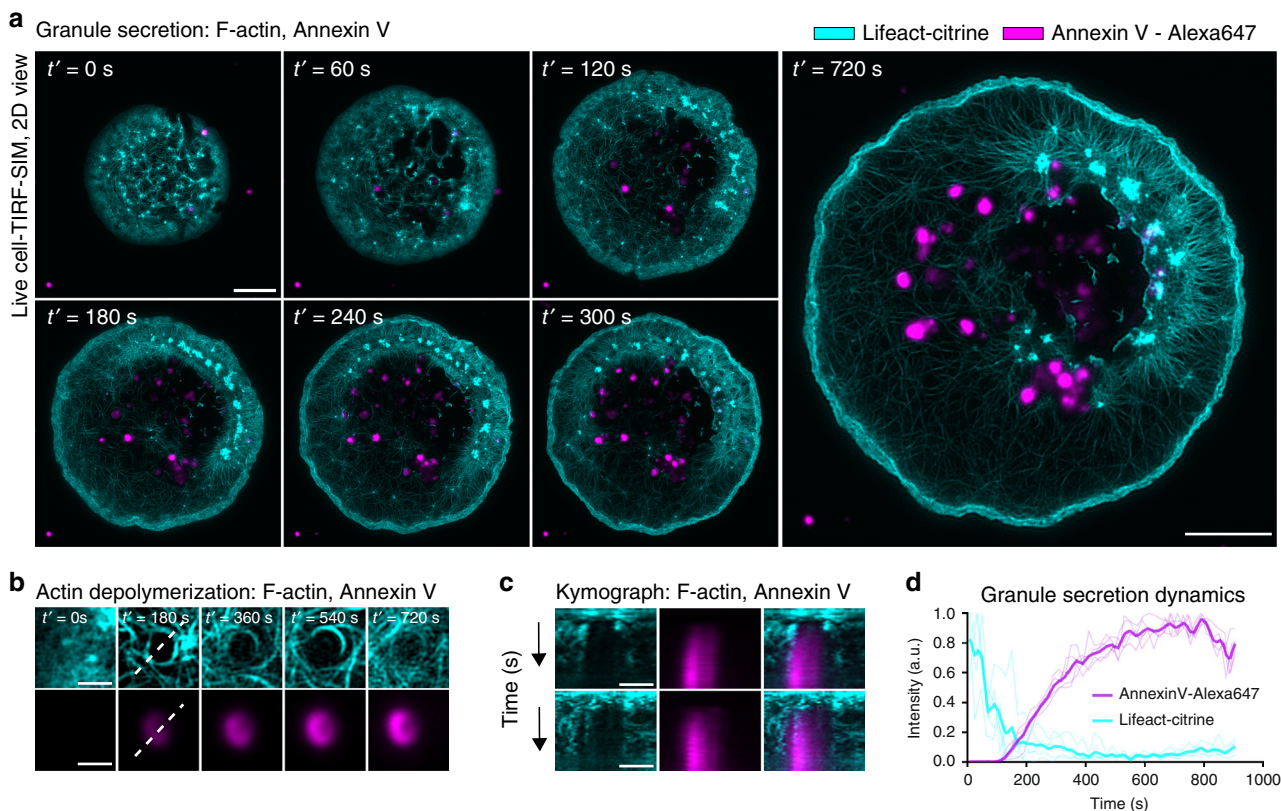 a
Granule secretion: F-actin, Annexin V
Lifeact-citrine
Annexin V - Alexa647
Live cell-TIRF-SIM, 2D view
t′ = 0 s
t′ = 60 s
t′ = 120 s
t′ = 720 s
t′ = 180 s
t′ = 240 s
t′ = 300 s
b
Actin depolymerization: F-actin, Annexin V
t′ = 0s
t′ = 180 s
t′ = 360 s
t′ = 540 s
t′ = 720 s
c
Kymograph: F-actin, Annexin V
Time (s)
d
Granule secretion dynamics
Intensity (a.u.)
1.0
0.8
0.6
0.4
0.2
0.0
AnnexinV-Alexa647
Lifeact-citrine
0 200 400 600 800 1000
Time (s)